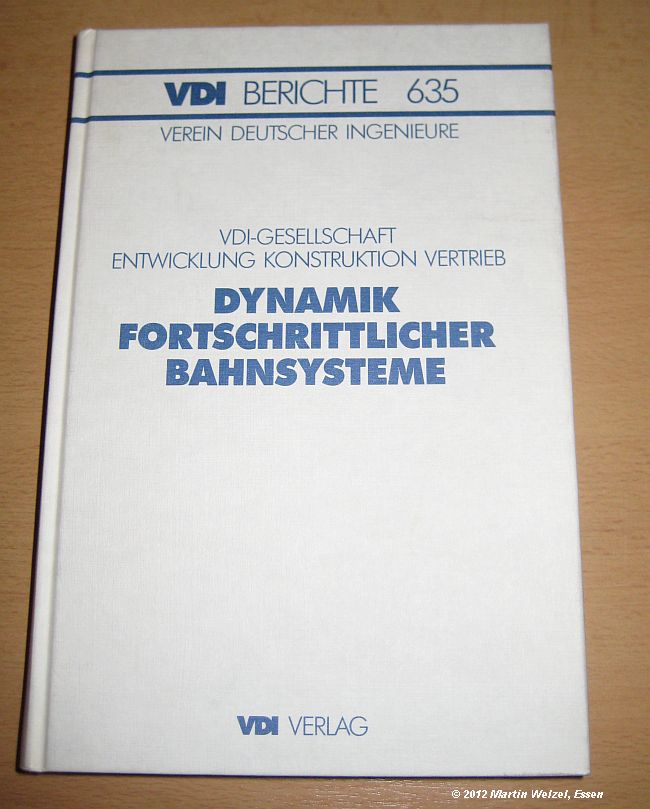 VDI BERICHTE 635
VEREIN DEUTSCHER INGENIEURE
VDI-GESELLSCHAFT
ENTWICKLUNG KONSTRUKTION VERTRIEB
DYNAMIK
FORTSCHRITTLICHER
BAHNSYSTEME
VDI VERLAG
© 2012 Martin Welzel, Essen